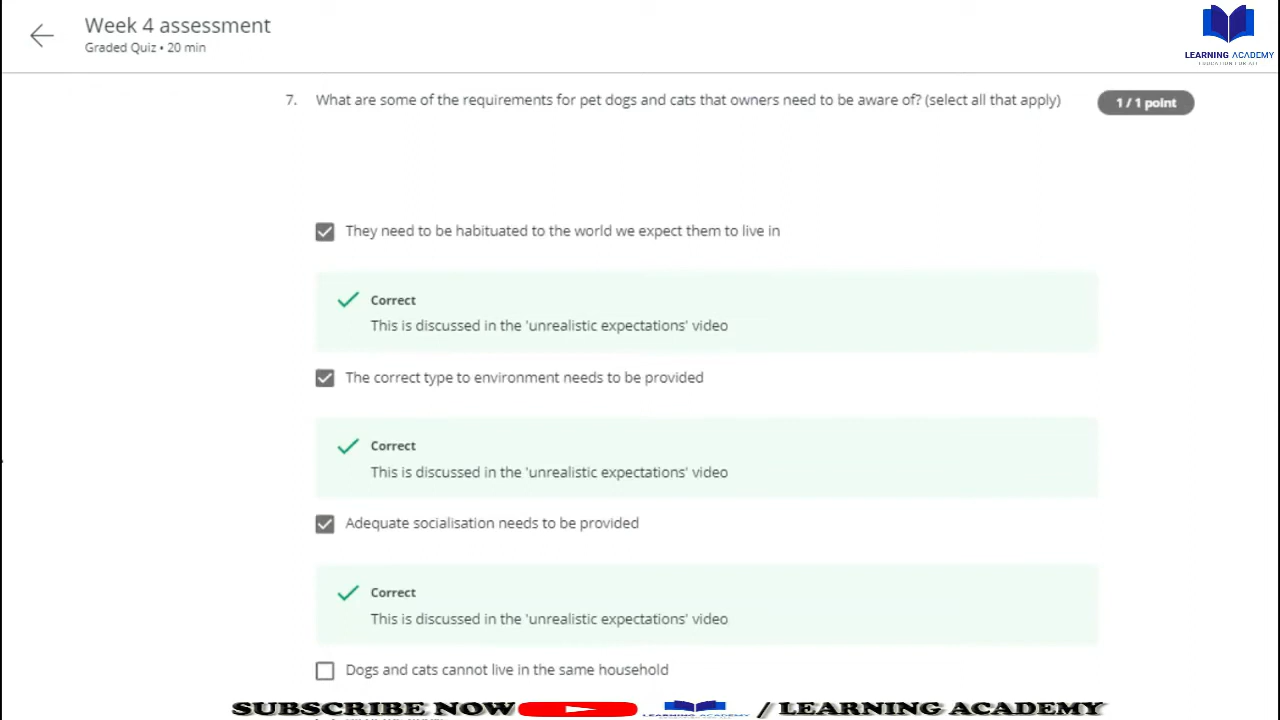 Week 4 assessment
Graded Quiz • 20 min
LEARNING ACADEMY
EDUCATION FOR ALL
7. What are some of the requirements for pet dogs and cats that owners need to be aware of? (select all that apply)
1 / 1 point
They need to be habituated to the world we expect them to live in
Correct
This is discussed in the 'unrealistic expectations' video
The correct type to environment needs to be provided
Correct
This is discussed in the 'unrealistic expectations' video
Adequate socialisation needs to be provided
Correct
This is discussed in the 'unrealistic expectations' video
Dogs and cats cannot live in the same household
SUBSCRIBE NOW LEARNING ACADEMY / LEARNING ACADEMY